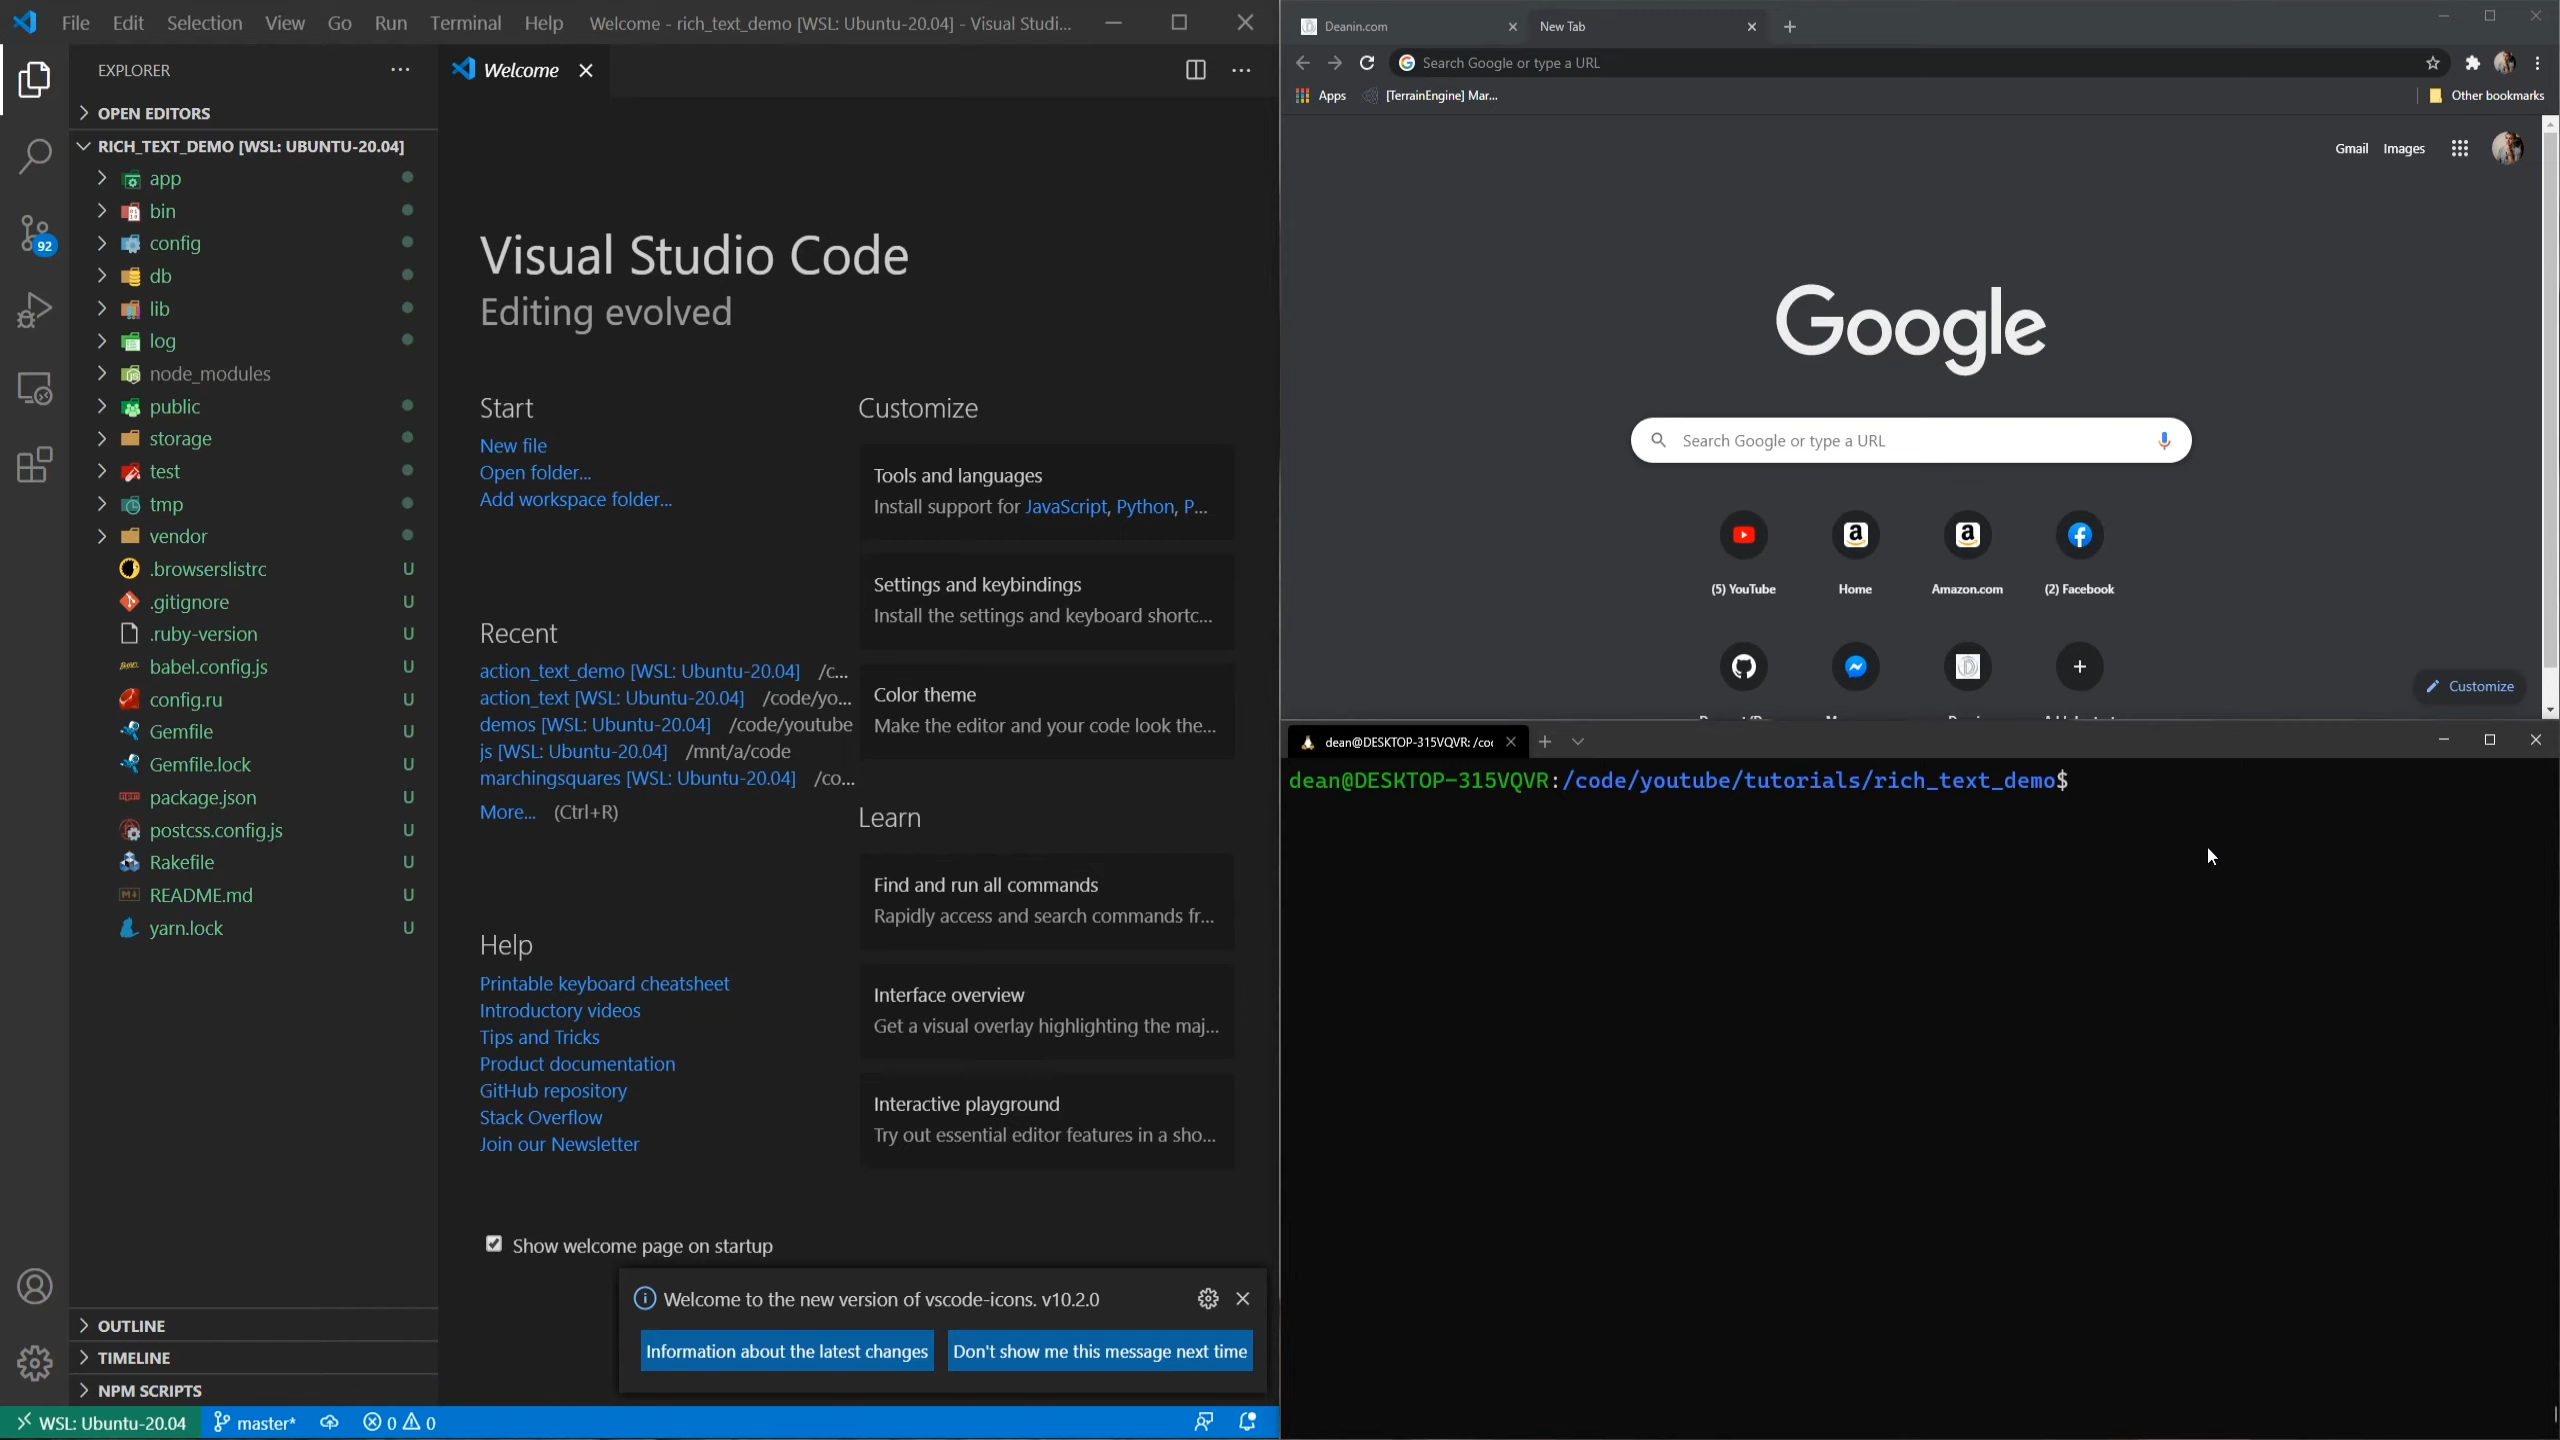 File Edit Selection View Go Run Terminal Help Welcome - rich_text_demo [WSL: Ubuntu-20.04] - Visual Studi...
EXPLORER
Welcome
OPEN EDITORS
RICH_TEXT_DEMO [WSL: UBUNTU-20.04]
app
bin
config
db
lib
log
node_modules
public
storage
test
tmp
vendor
.browserslistrc U
.gitignore U
.ruby-version U
babel.config.js U
config.ru U
Gemfile U
Gemfile.lock U
package.json U
postcss.config.js U
Rakefile U
README.md U
yarn.lock U
92
OUTLINE
TIMELINE
NPM SCRIPTS
Visual Studio Code
Editing evolved
Start
New file
Open folder...
Add workspace folder...
Recent
action_text_demo [WSL: Ubuntu-20.04] /c...
action_text [WSL: Ubuntu-20.04] /code/yo...
demos [WSL: Ubuntu-20.04] /code/youtube
js [WSL: Ubuntu-20.04] /mnt/a/code
marchingsquares [WSL: Ubuntu-20.04] /co...
More... (Ctrl+R)
Help
Printable keyboard cheatsheet
Introductory videos
Tips and Tricks
Product documentation
GitHub repository
Stack Overflow
Join our Newsletter
Customize
Tools and languages
Install support for JavaScript, Python, P...
Settings and keybindings
Install the settings and keyboard shortc...
Color theme
Make the editor and your code look the...
Learn
Find and run all commands
Rapidly access and search commands fr...
Interface overview
Get a visual overlay highlighting the maj...
Interactive playground
Try out essential editor features in a sho...
Show welcome page on startup
Welcome to the new version of vscode-icons. v10.2.0
Information about the latest changes
Don't show me this message next time
WSL: Ubuntu-20.04 master* 0 0
Deanin.com
New Tab
Search Google or type a URL
Apps
[TerrainEngine] Mar...
Other bookmarks
Gmail Images
Google
Search Google or type a URL
(5) YouTube
Home
Amazon.com
(2) Facebook
Customize
dean@DESKTOP-315VQVR: /co
dean@DESKTOP-315VQVR:/code/youtube/tutorials/rich_text_demo$